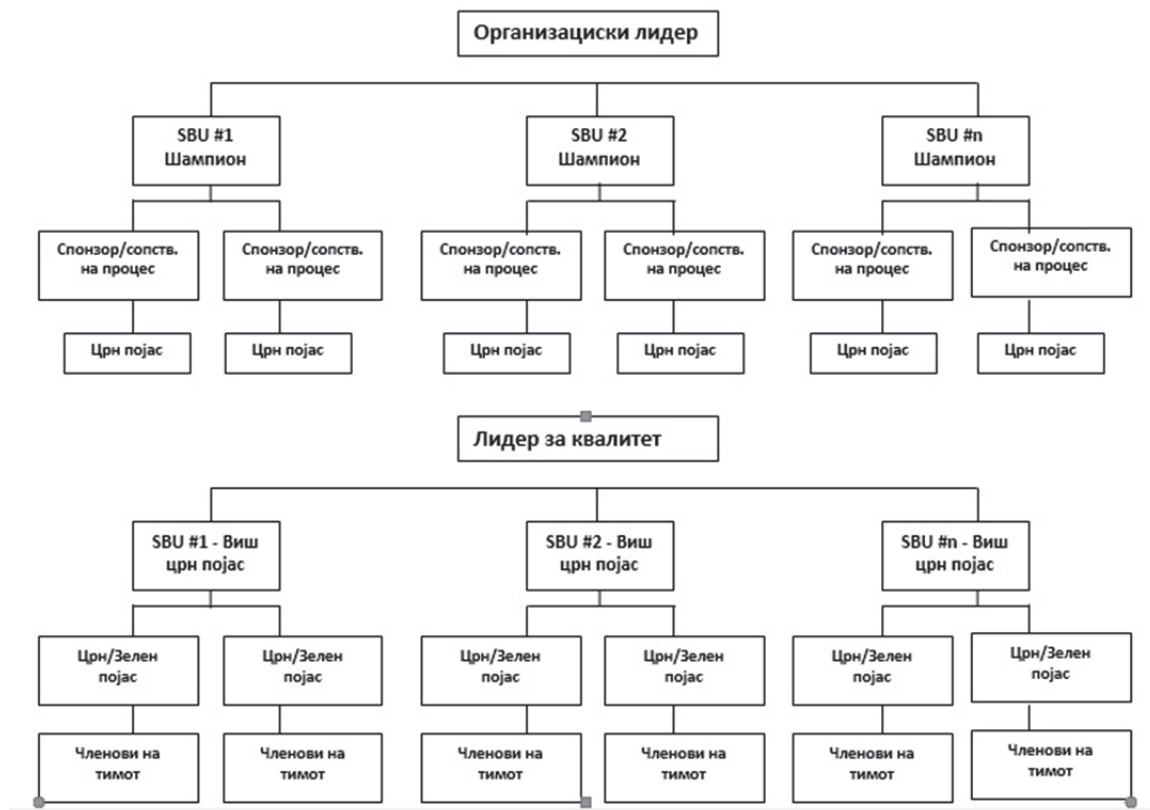 Организациски лидер
SBU #1
Шампион
SBU #2
Шампион
SBU #n
Шампион
Спонзор/сопств.
на процес
Спонзор/сопств.
на процес
Спонзор/сопств.
на процес
Спонзор/сопств.
на процес
Спонзор/сопств.
на процес
Спонзор/сопств.
на процес
Црн појас
Црн појас
Црн појас
Црн појас
Црн појас
Црн појас
Лидер за квалитет
SBU #1 - Виш
црн појас
SBU #2 - Виш
црн појас
SBU #n - Виш
црн појас
Црн/Зелен
појас
Црн/Зелен
појас
Црн/Зелен
појас
Црн/Зелен
појас
Црн/Зелен
појас
Црн/Зелен
појас
Членови на
тимот
Членови на
тимот
Членови на
тимот
Членови на
тимот
Членови на
тимот
Членови на
тимот